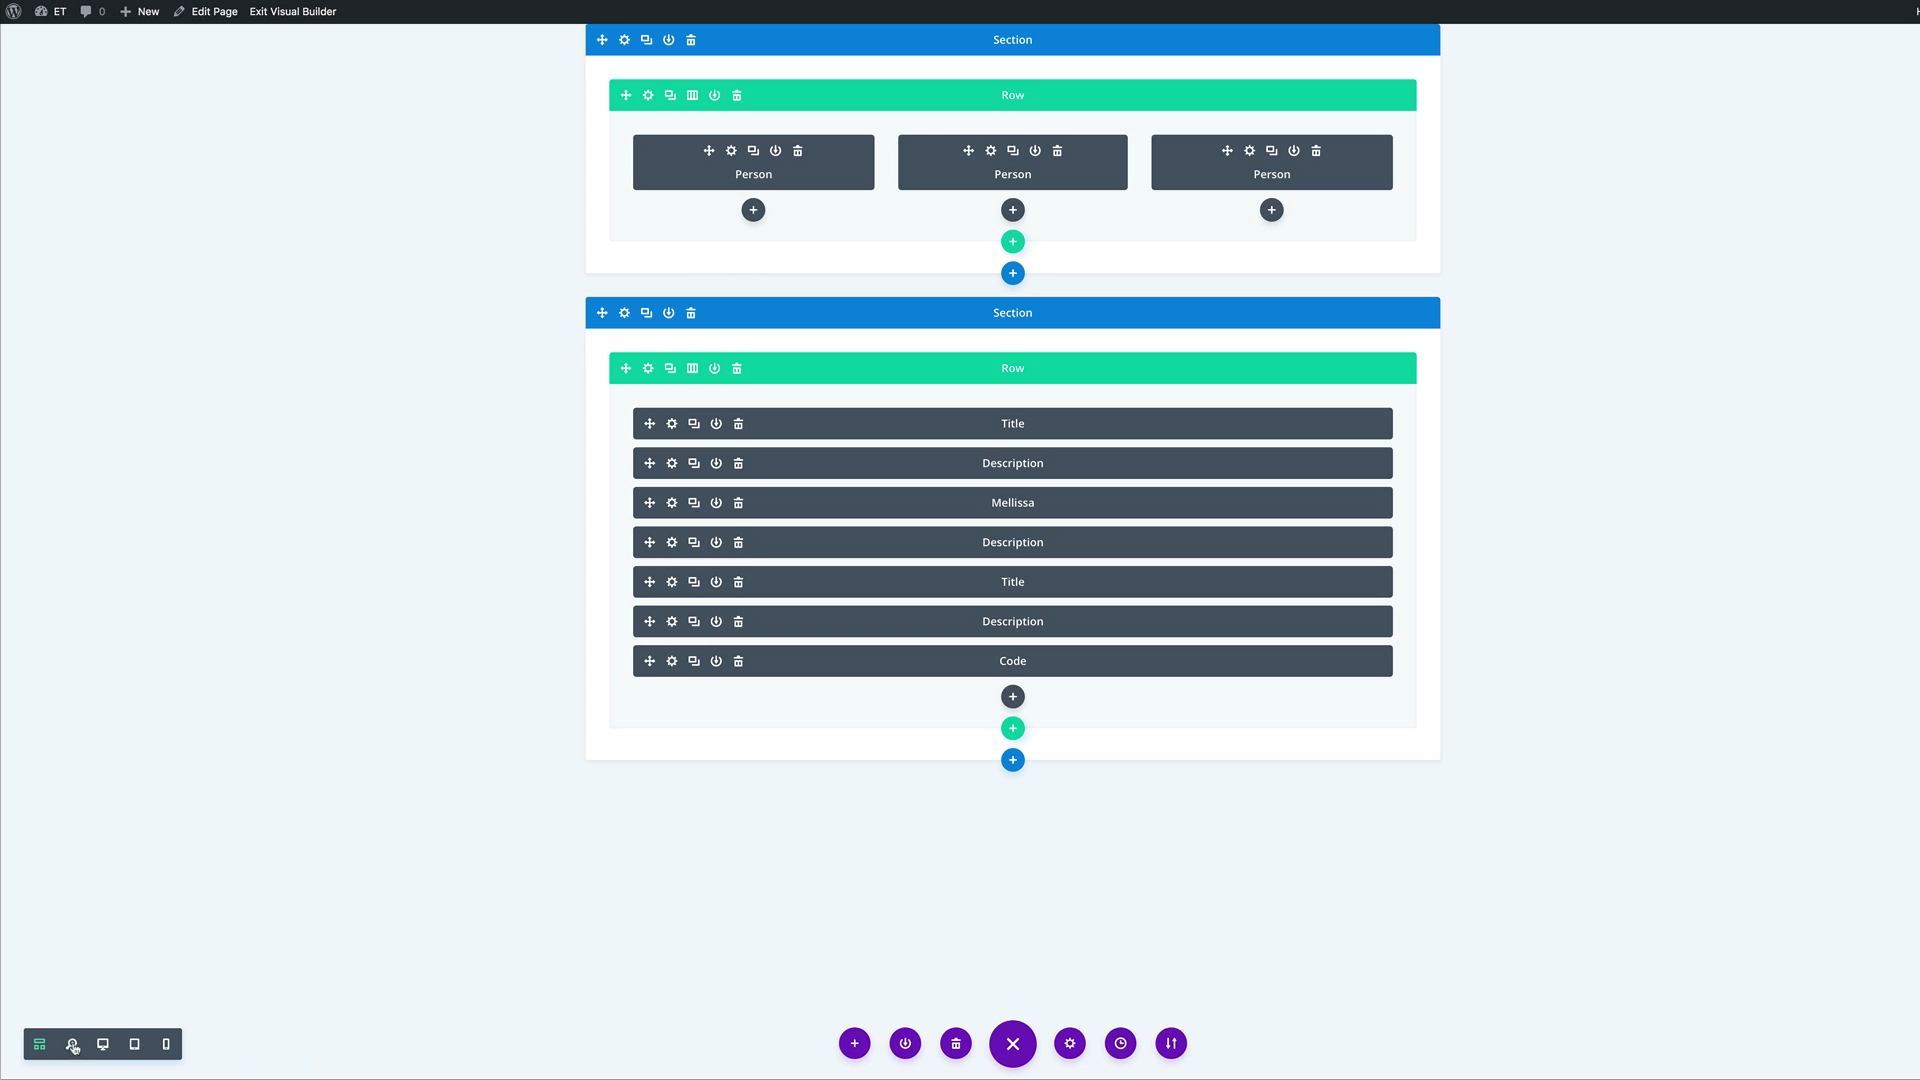 ET 0 New Edit Page Exit Visual Builder
Section
Row
Person Person Person
Section
Row
Title
Description
Mellissa
Description
Title
Description
Code